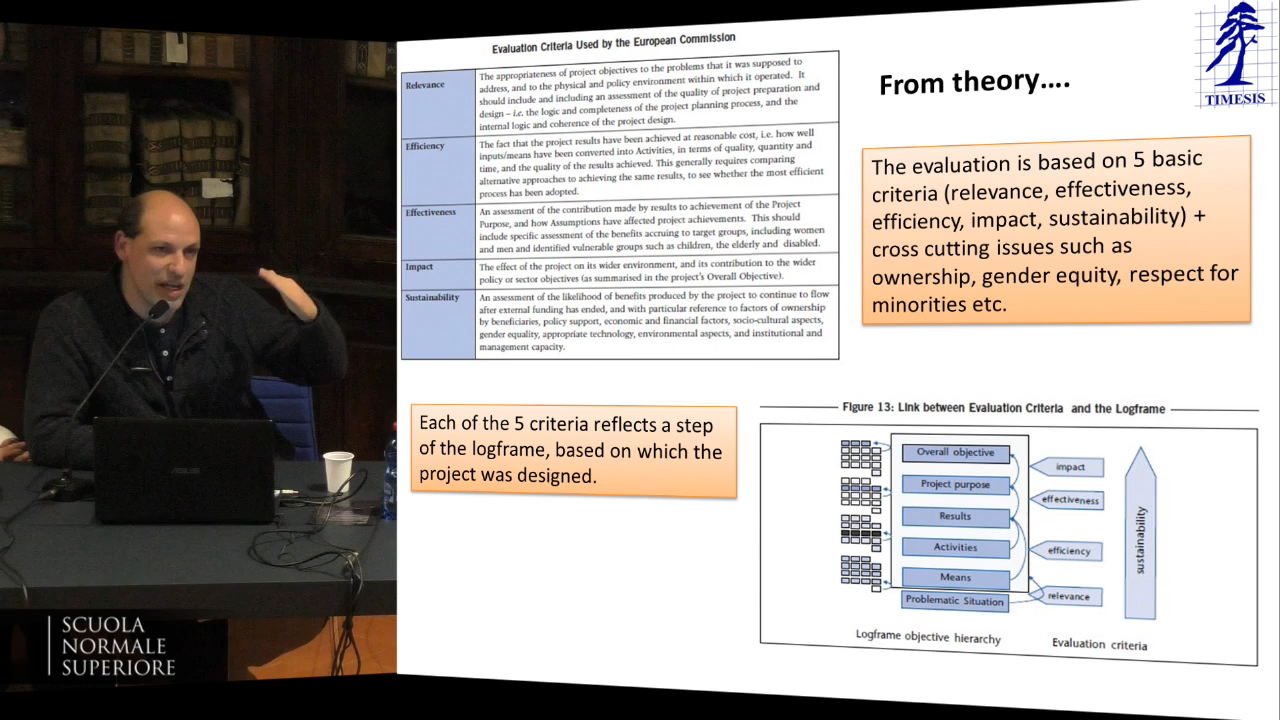 Evaluation Criteria Used by the European Commission
Relevance
The appropriateness of project objectives to the problems that it was supposed to
address, and to the physical and policy environment within which it operated. It
should include and including an assessment of the quality of project preparation and
design – i.e. the logic and completeness of the project planning process, and the
internal logic and coherence of the project design.
Efficiency
The fact that the project results have been achieved at reasonable cost, i.e. how well
inputs/means have been converted into Activities, in terms of quality, quantity and
time, and the quality of the results achieved. This generally requires comparing
alternative approaches to achieving the same results, to see whether the most efficient
process has been adopted.
Effectiveness
An assessment of the contribution made by results to achievement of the Project
Purpose, and how Assumptions have affected project achievements. This should
include specific assessment of the benefits accruing to target groups, including women
and men and identified vulnerable groups such as children, the elderly and disabled.
Impact
The effect of the project on its wider environment, and its contribution to the wider
policy or sector objectives (as summarised in the project's Overall Objective).
Sustainability
An assessment of the likelihood of benefits produced by the project to continue to flow
after external funding has ended, and with particular reference to factors of ownership
by beneficiaries, policy support, economic and financial factors, socio-cultural aspects,
gender equality, appropriate technology, environmental aspects, and institutional and
management capacity.
From theory....
TIMESIS
The evaluation is based on 5 basic
criteria (relevance, effectiveness,
efficiency, impact, sustainability) +
cross cutting issues such as
ownership, gender equity, respect for
minorities etc.
Each of the 5 criteria reflects a step
of the logframe, based on which the
project was designed.
Figure 13: Link between Evaluation Criteria and the Logframe
Overall objective
Project purpose
Results
Activities
Means
Problematic Situation
impact
effectiveness
efficiency
relevance
sustainability
Logframe objective hierarchy
Evaluation criteria
ASUS
SCUOLA
NORMALE
SUPERIORE